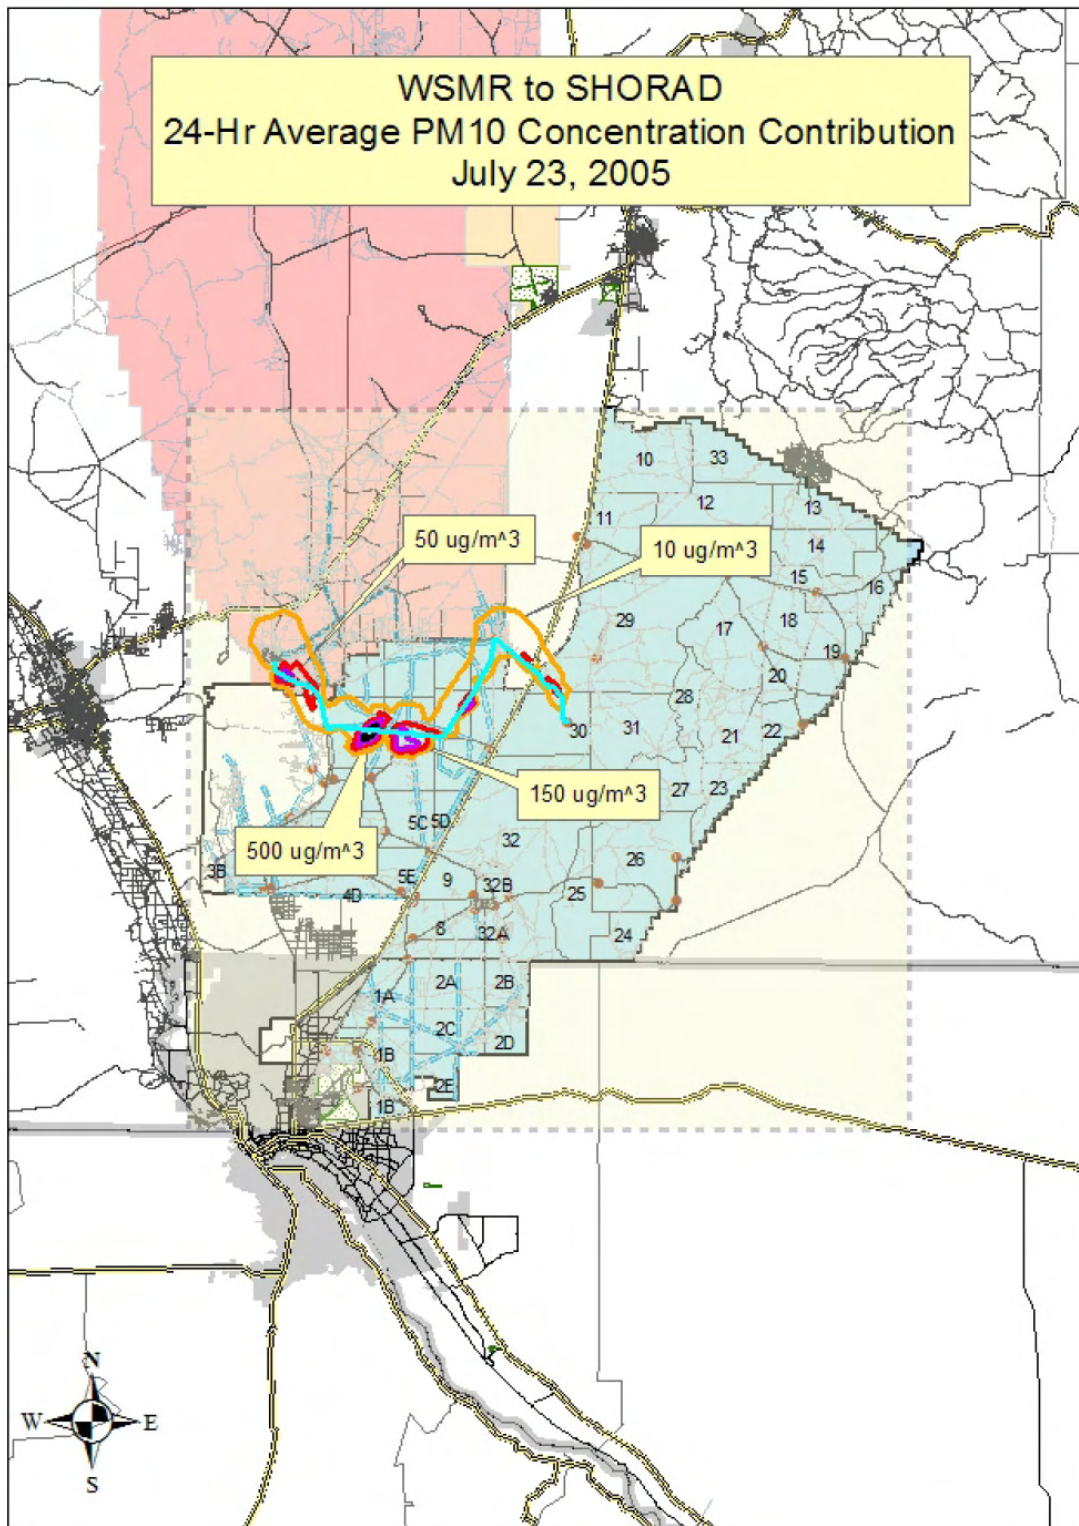 WSMR to SHORAD
24-Hr Average PM10 Concentration Contribution
July 23, 2005
10
33
12
13
11
50 ug/m^3
10 ug/m^3
14
15
16
29
17
18
19
20
28
30
31
21
22
27
23
150 ug/m^3
5C
5D
32
500 ug/m^3
26
3B
5E
9
32B
25
4D
8
32A
24
2A
2B
1A
2C
2D
1B
2E
1B
N
W
E
S